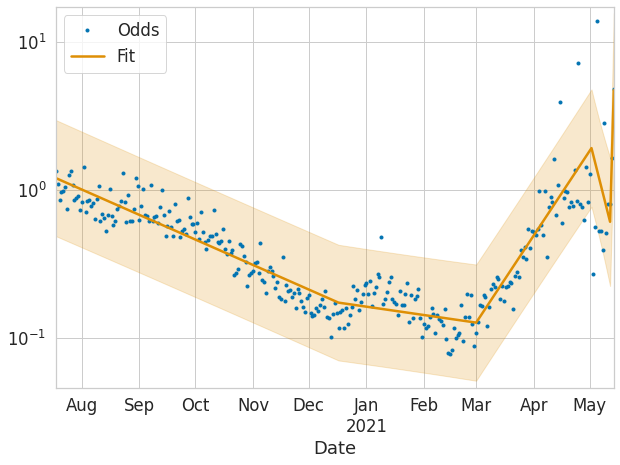 Odds
Fit
10¹
10⁰
10⁻¹
Aug Sep Oct Nov Dec Jan Feb Mar Apr May
2021
Date